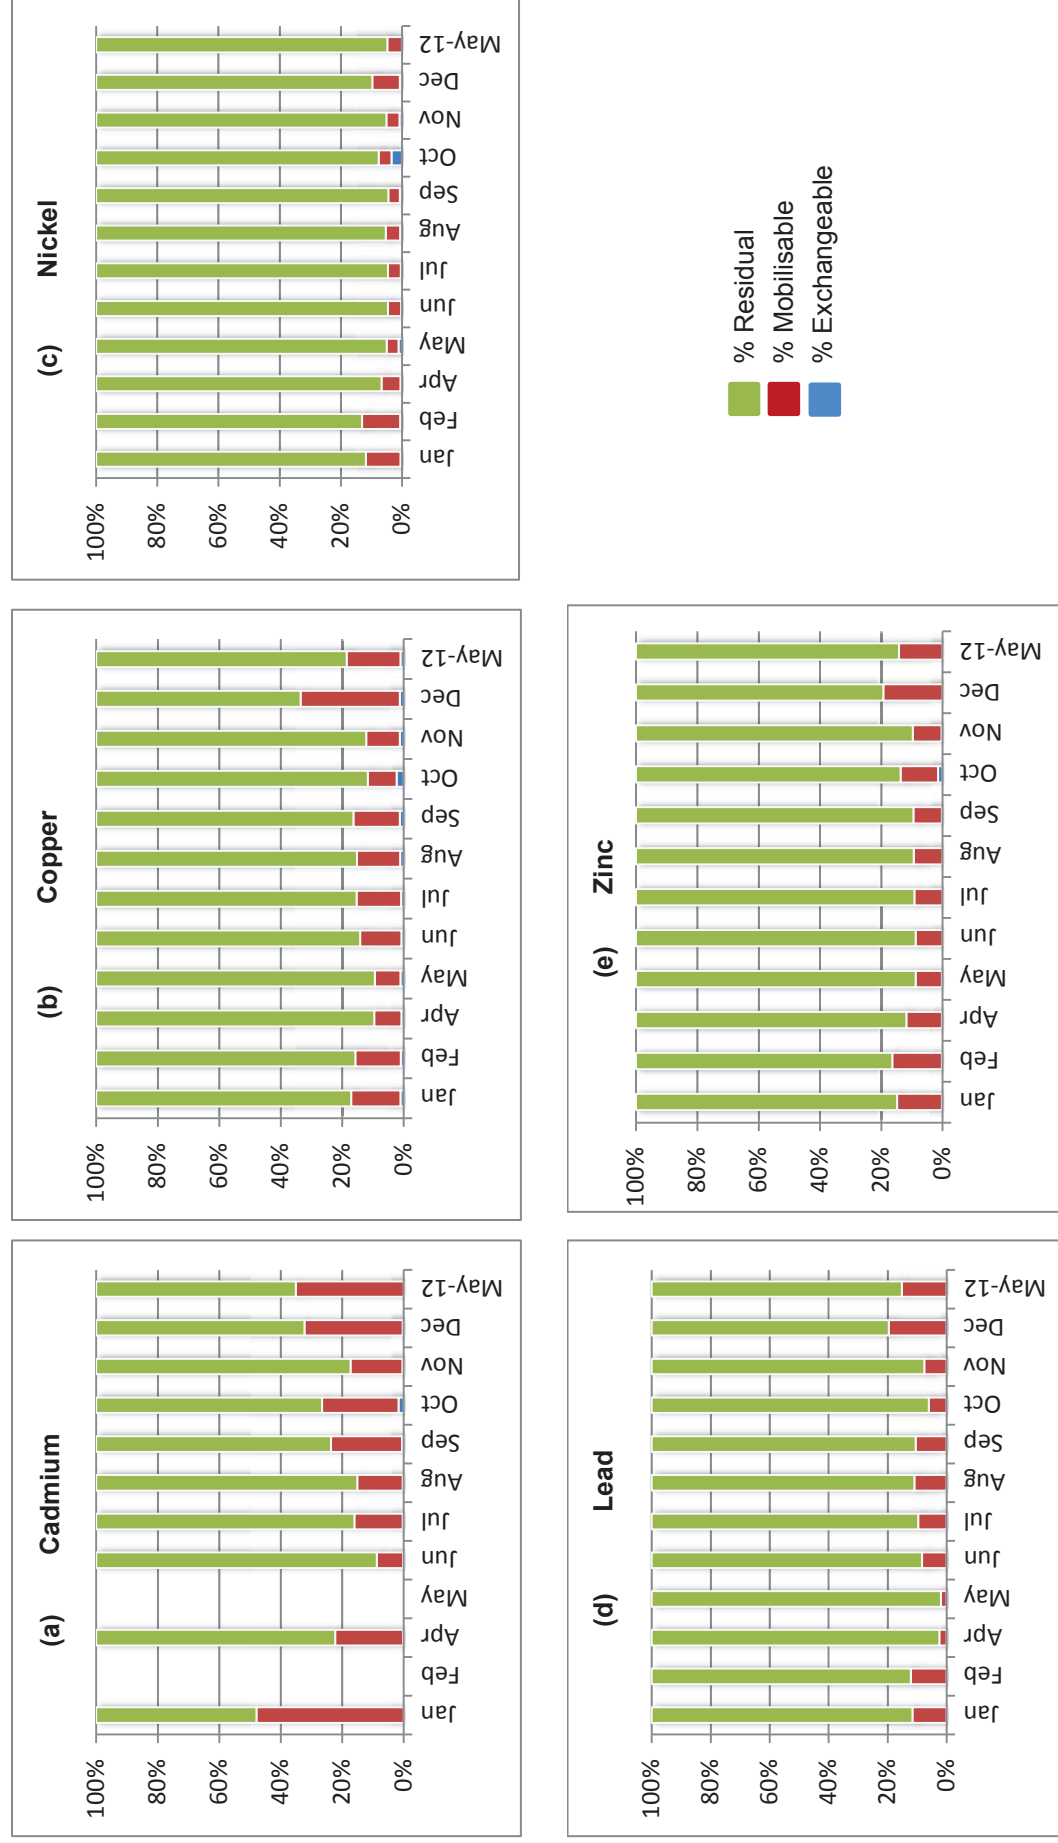 (a) Cadmium
100%
80%
60%
40%
20%
0%
Jan Feb Apr May Jun Jul Aug Sep Oct Nov Dec May-12
(b) Copper
100%
80%
60%
40%
20%
0%
Jan Feb Apr May Jun Jul Aug Sep Oct Nov Dec May-12
(c) Nickel
100%
80%
60%
40%
20%
0%
Jan Feb Apr May Jun Jul Aug Sep Oct Nov Dec May-12
(d) Lead
100%
80%
60%
40%
20%
0%
Jan Feb Apr May Jun Jul Aug Sep Oct Nov Dec May-12
(e) Zinc
100%
80%
60%
40%
20%
0%
Jan Feb Apr May Jun Jul Aug Sep Oct Nov Dec May-12
% Residual
% Mobilisable
% Exchangeable